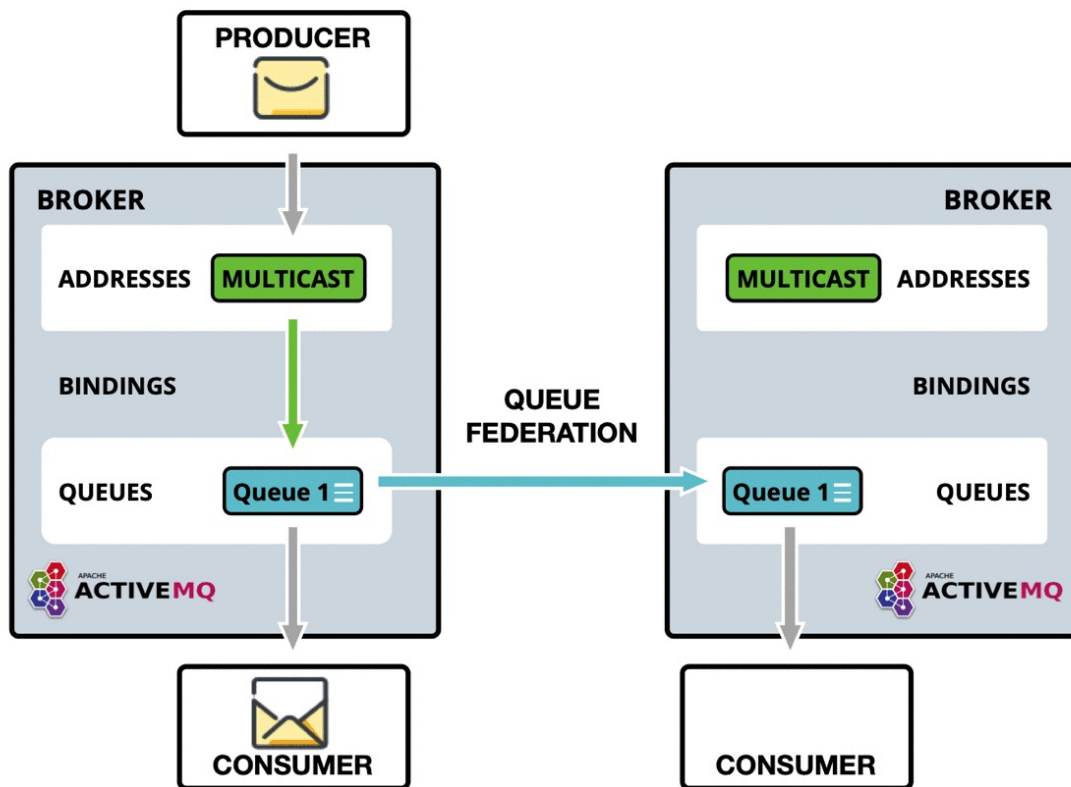 PRODUCER
BROKER
ADDRESSES
MULTICAST
BINDINGS
QUEUES
Queue 1
APACHE
ACTIVEMQ
CONSUMER
QUEUE
FEDERATION
BROKER
MULTICAST
ADDRESSES
BINDINGS
Queue 1
QUEUES
APACHE
ACTIVEMQ
CONSUMER